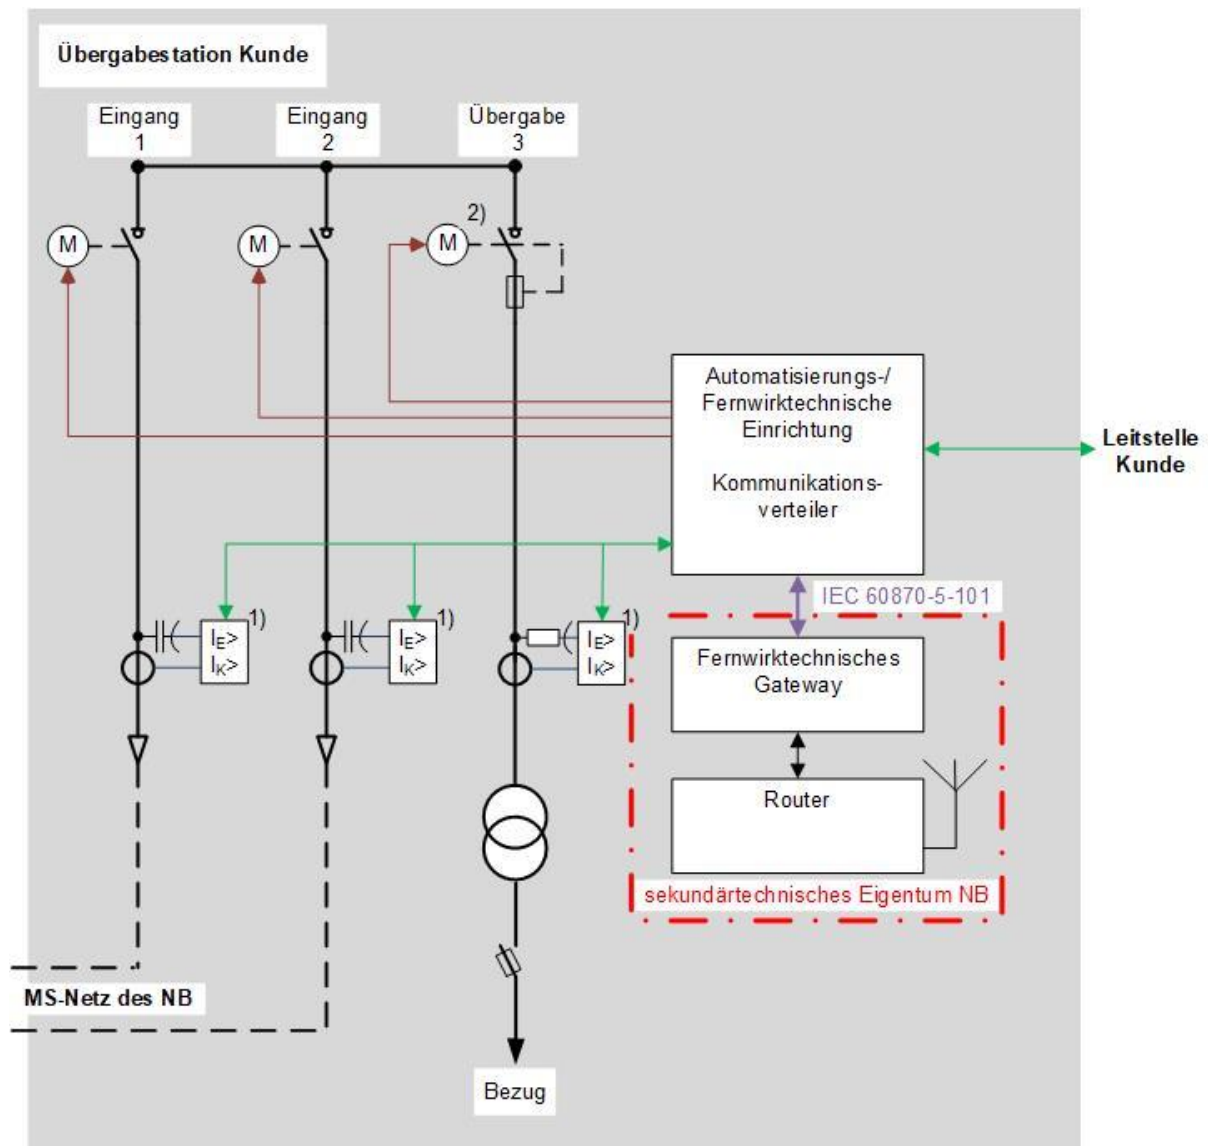 Übergabestation Kunde
Eingang
1
Eingang
2
Übergabe
3
M
M
M
2)
Automatisierungs-/
Fernwirktechnische
Einrichtung
Kommunikations-
verteiler
Leitstelle
Kunde
IEC 60870-5-101
1)
IE>
IK>
1)
IE>
IK>
1)
IE>
IK>
Fernwirktechnisches
Gateway
Router
sekundärtechnisches Eigentum NB
MS-Netz des NB
Bezug